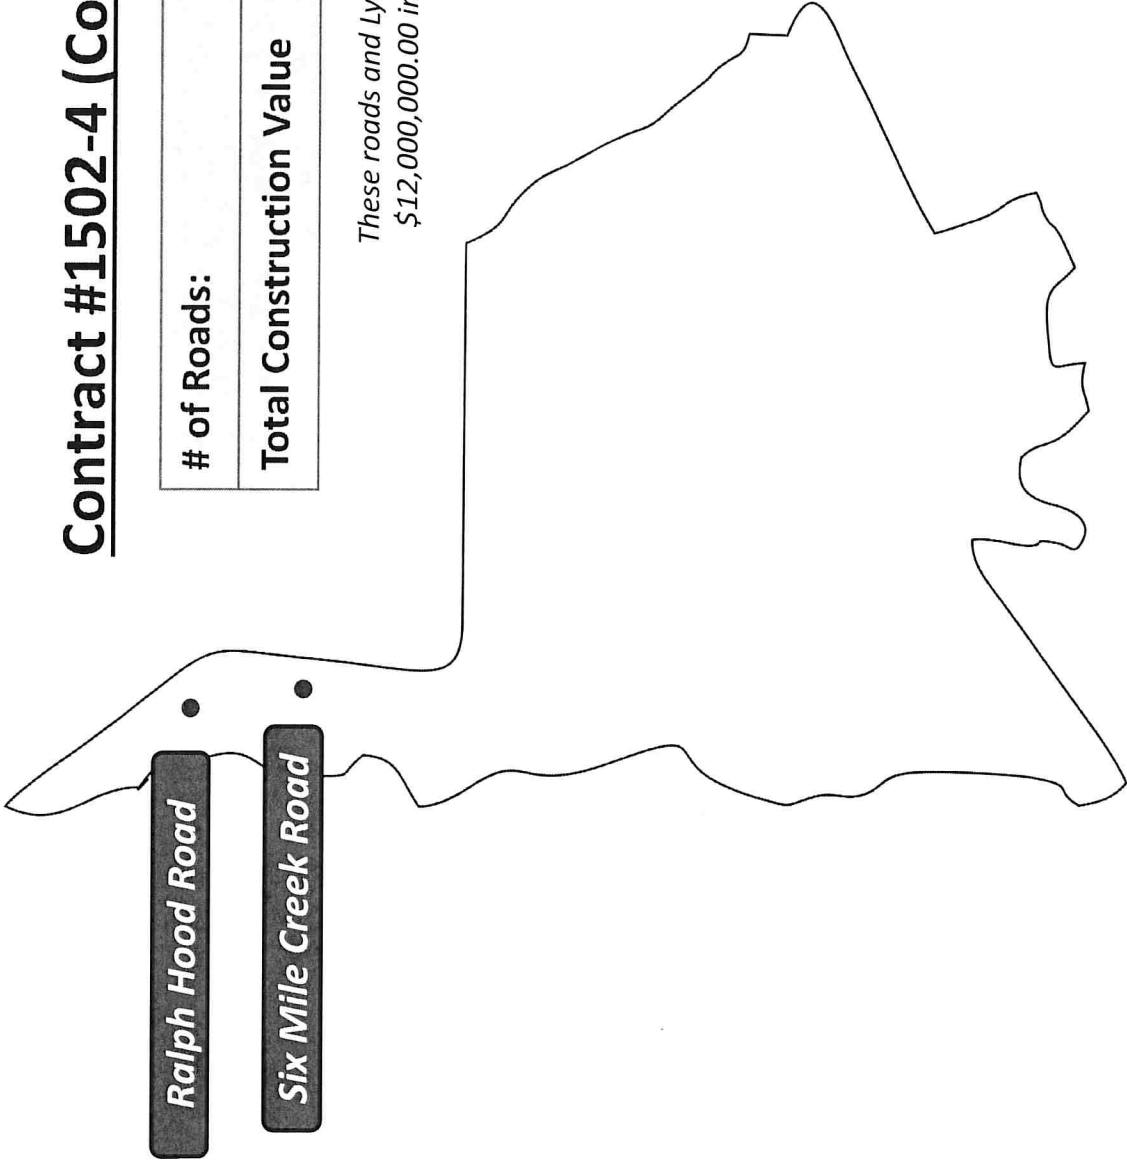 Contract #1502-4 (Co
# of Roads:
Total Construction Value
These roads and Ly
$12,000,000.00 in
Ralph Hood Road
Six Mile Creek Road